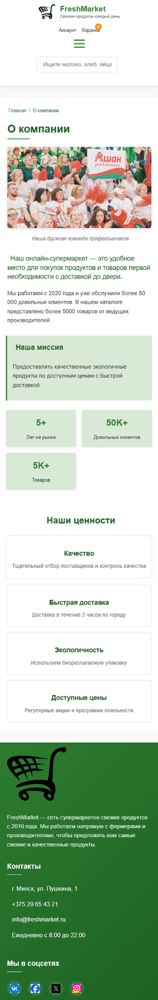 FreshMarket
Свежие продукты каждый день
Аккаунт Корзина 0
Ищите молоко, хлеб, яйца
Главная / О компании
О компании
Ашан
дело в отношении
Наша дружная команда профессионалов
Наш онлайн-супермаркет — это удобное
место для покупок продуктов и товаров первой
необходимости с доставкой до двери.
Мы работаем с 2020 года и уже обслужили более 50
000 довольных клиентов. В нашем каталоге
представлено более 5000 товаров от ведущих
производителей.
Наша миссия
Предоставлять качественные экологичные
продукты по доступным ценам с быстрой
доставкой.
5+
Лет на рынке
50K+
Довольных клиентов
5K+
Товаров
Наши ценности
Качество
Тщательный отбор поставщиков и контроль качества
Быстрая доставка
Доставка в течение 2 часов по городу
Экологичность
Используем биоразлагаемую упаковку
Доступные цены
Регулярные акции и программа лояльности
FreshMarket — сеть супермаркетов свежих продуктов
с 2010 года. Мы работаем напрямую с фермерами и
производителями, чтобы предложить вам самые
свежие и качественные продукты.
Контакты
г. Минск, ул. Пушкина, 1
+375 29 65 43 21
info@freshmarket.ru
Ежедневно с 8:00 до 22:00
Мы в соцсетях